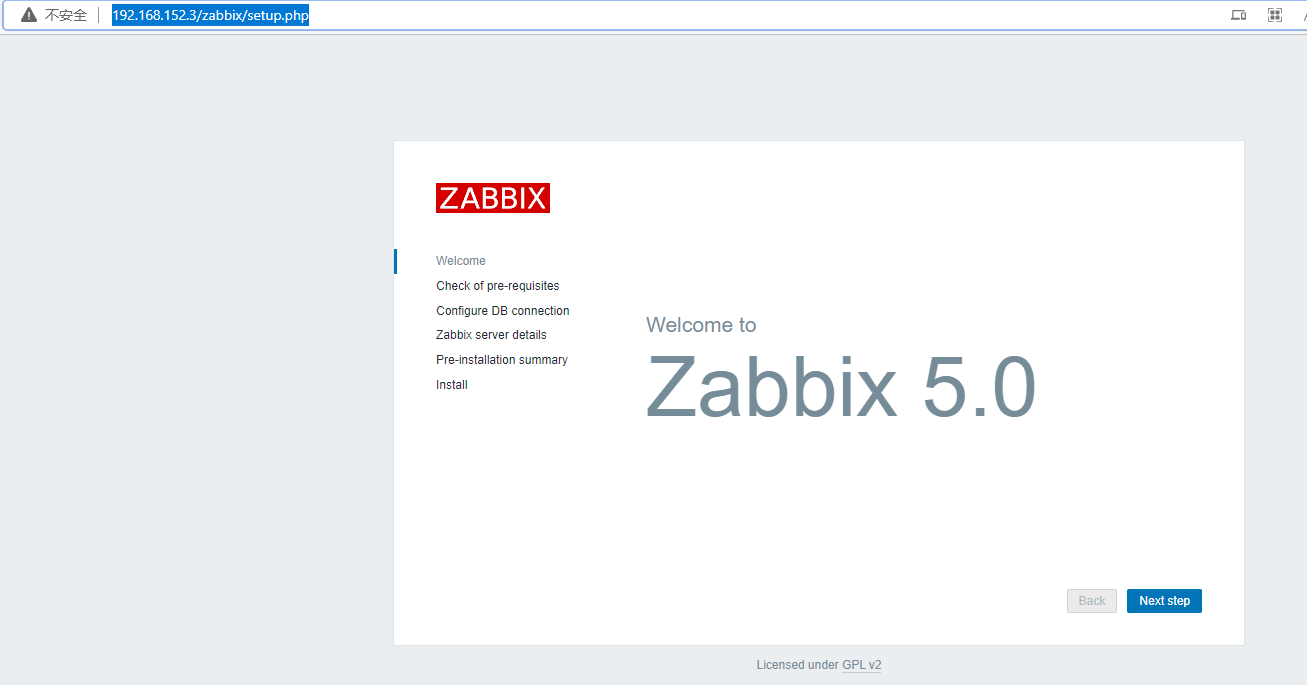 不安全 192.168.152.3/zabbix/setup.php
ZABBIX
Welcome
Check of pre-requisites
Configure DB connection
Zabbix server details
Pre-installation summary
Install
Welcome to
Zabbix 5.0
Back Next step
Licensed under GPL v2